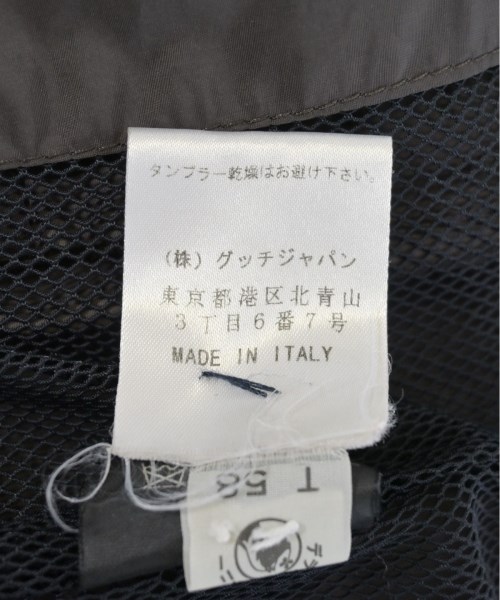 タンブラー乾燥はお避け下さい。
(株)グッチジャパン
東京都港区北青山
3丁目6番7号
MADE IN ITALY
T 58